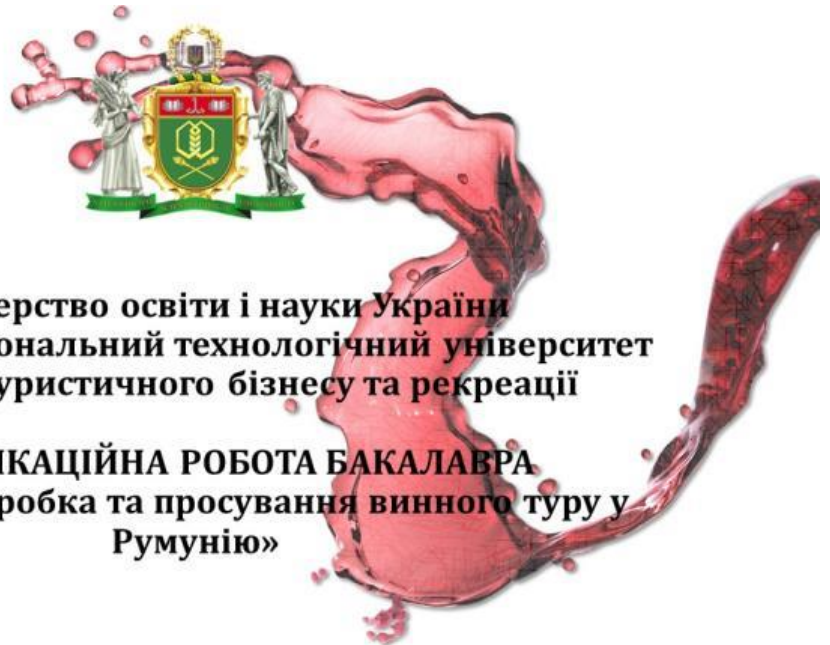 ерство освіти і науки України
ональний технологічний університет
уристичного бізнесу та рекреації
ІКАЦІЙНА РОБОТА БАКАЛАВРА
робка та просування винного туру у
Румунію»